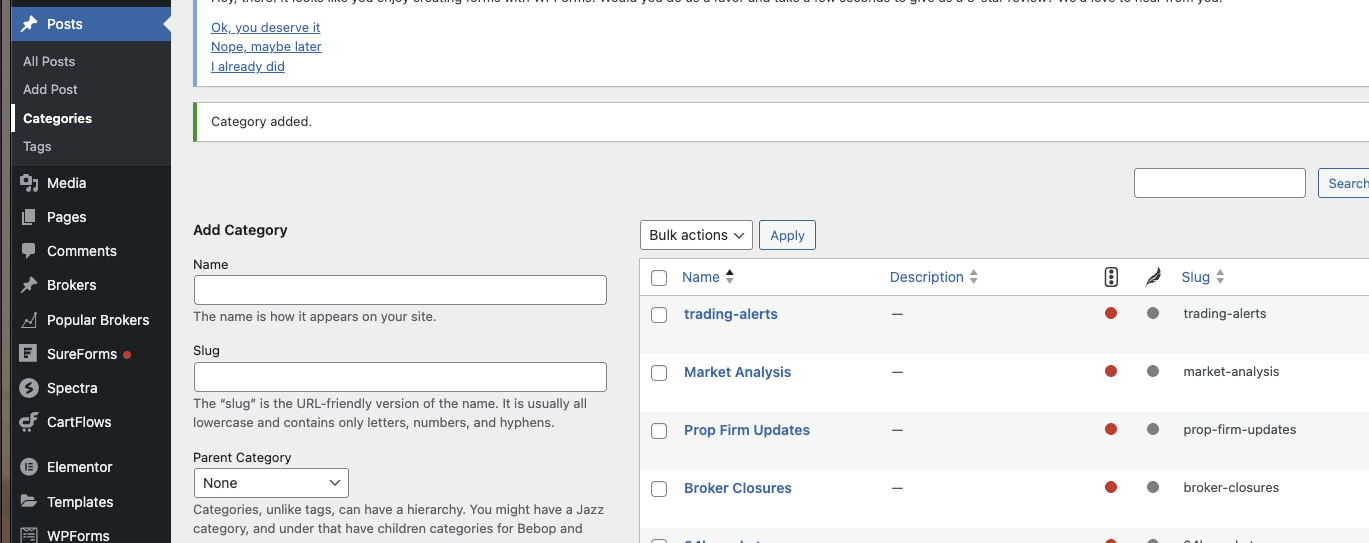 Posts
All Posts
Add Post
Categories
Tags
Media
Pages
Comments
Brokers
Popular Brokers
SureForms
Spectra
CartFlows
Elementor
Templates
WPForms
Ok, you deserve it
Nope, maybe later
I already did
Category added.
Search
Add Category
Name
The name is how it appears on your site.
Slug
The “slug” is the URL-friendly version of the name. It is usually all
lowercase and contains only letters, numbers, and hyphens.
Parent Category
None
Categories, unlike tags, can have a hierarchy. You might have a Jazz
category, and under that have children categories for Bebop and
Bulk actions Apply
Name Description Slug
trading-alerts — trading-alerts
Market Analysis — market-analysis
Prop Firm Updates — prop-firm-updates
Broker Closures — broker-closures